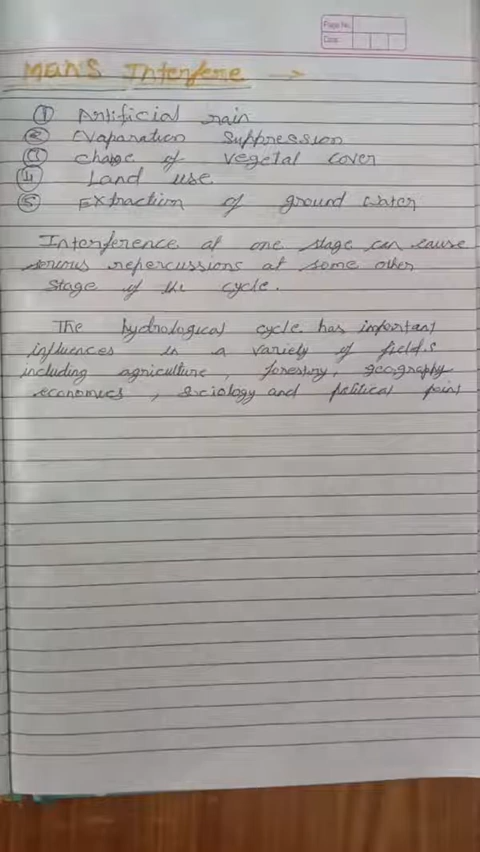 Page No.
Date:
MAN'S Interfere →
① Artificial rain
② Evaparation Suppression
③ change of vegetal cover
④ Land use
⑤ Extraction of ground water
Interference at one stage can cause
serious repercussions at some other
stage of the cycle.
The hydrological cycle has important
influences in a variety of fields
including agriculture, forestry, geography
economics, sociology and political point